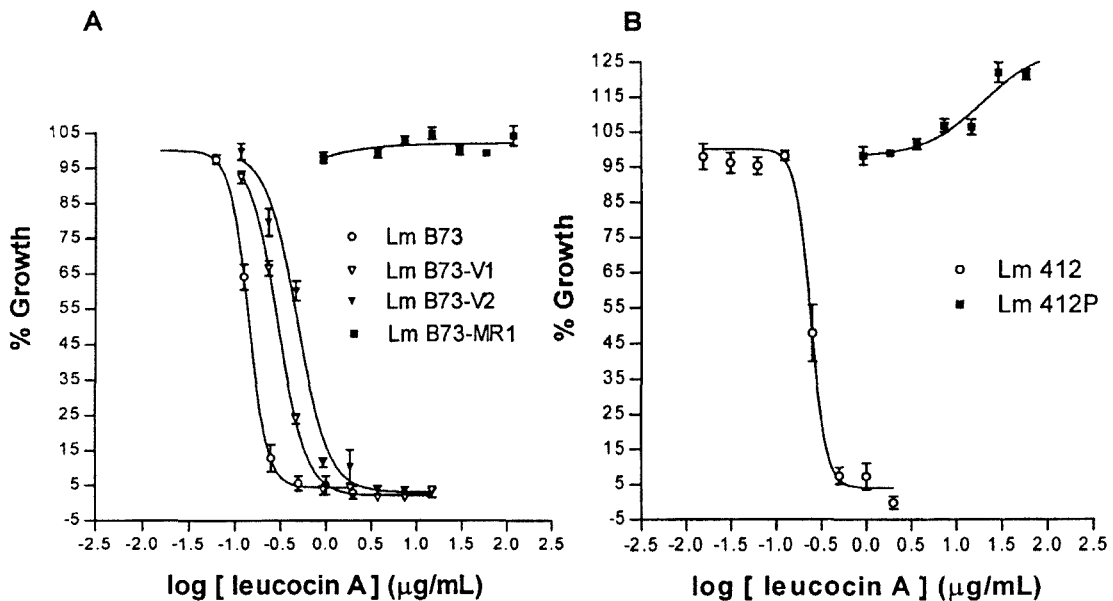 A
105
95
85
75
65
55
45
35
25
15
5
-5
% Growth
Lm B73
Lm B73-V1
Lm B73-V2
Lm B73-MR1
-2.5 -2.0 -1.5 -1.0 -0.5 0.0 0.5 1.0 1.5 2.0 2.5
log [ leucocin A ] (μg/mL)
B
125
115
105
95
85
75
65
55
45
35
25
15
5
-5
% Growth
Lm 412
Lm 412P
-2.5 -2.0 -1.5 -1.0 -0.5 0.0 0.5 1.0 1.5 2.0 2.5
log [ leucocin A ] (μg/mL)